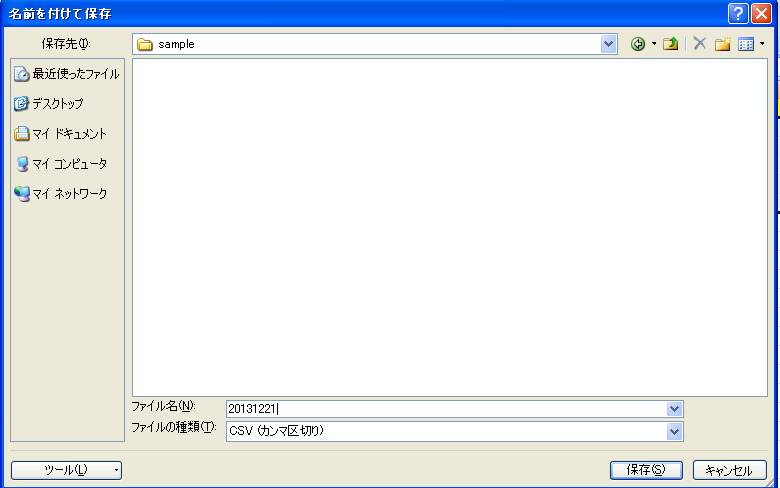 名前を付けて保存
保存先(I):
sample
最近使ったファイル
デスクトップ
マイ ドキュメント
マイ コンピュータ
マイ ネットワーク
ファイル名(N):
20131221
ファイルの種類(T):
CSV (カンマ区切り)
ツール(L)
保存(S)
キャンセル